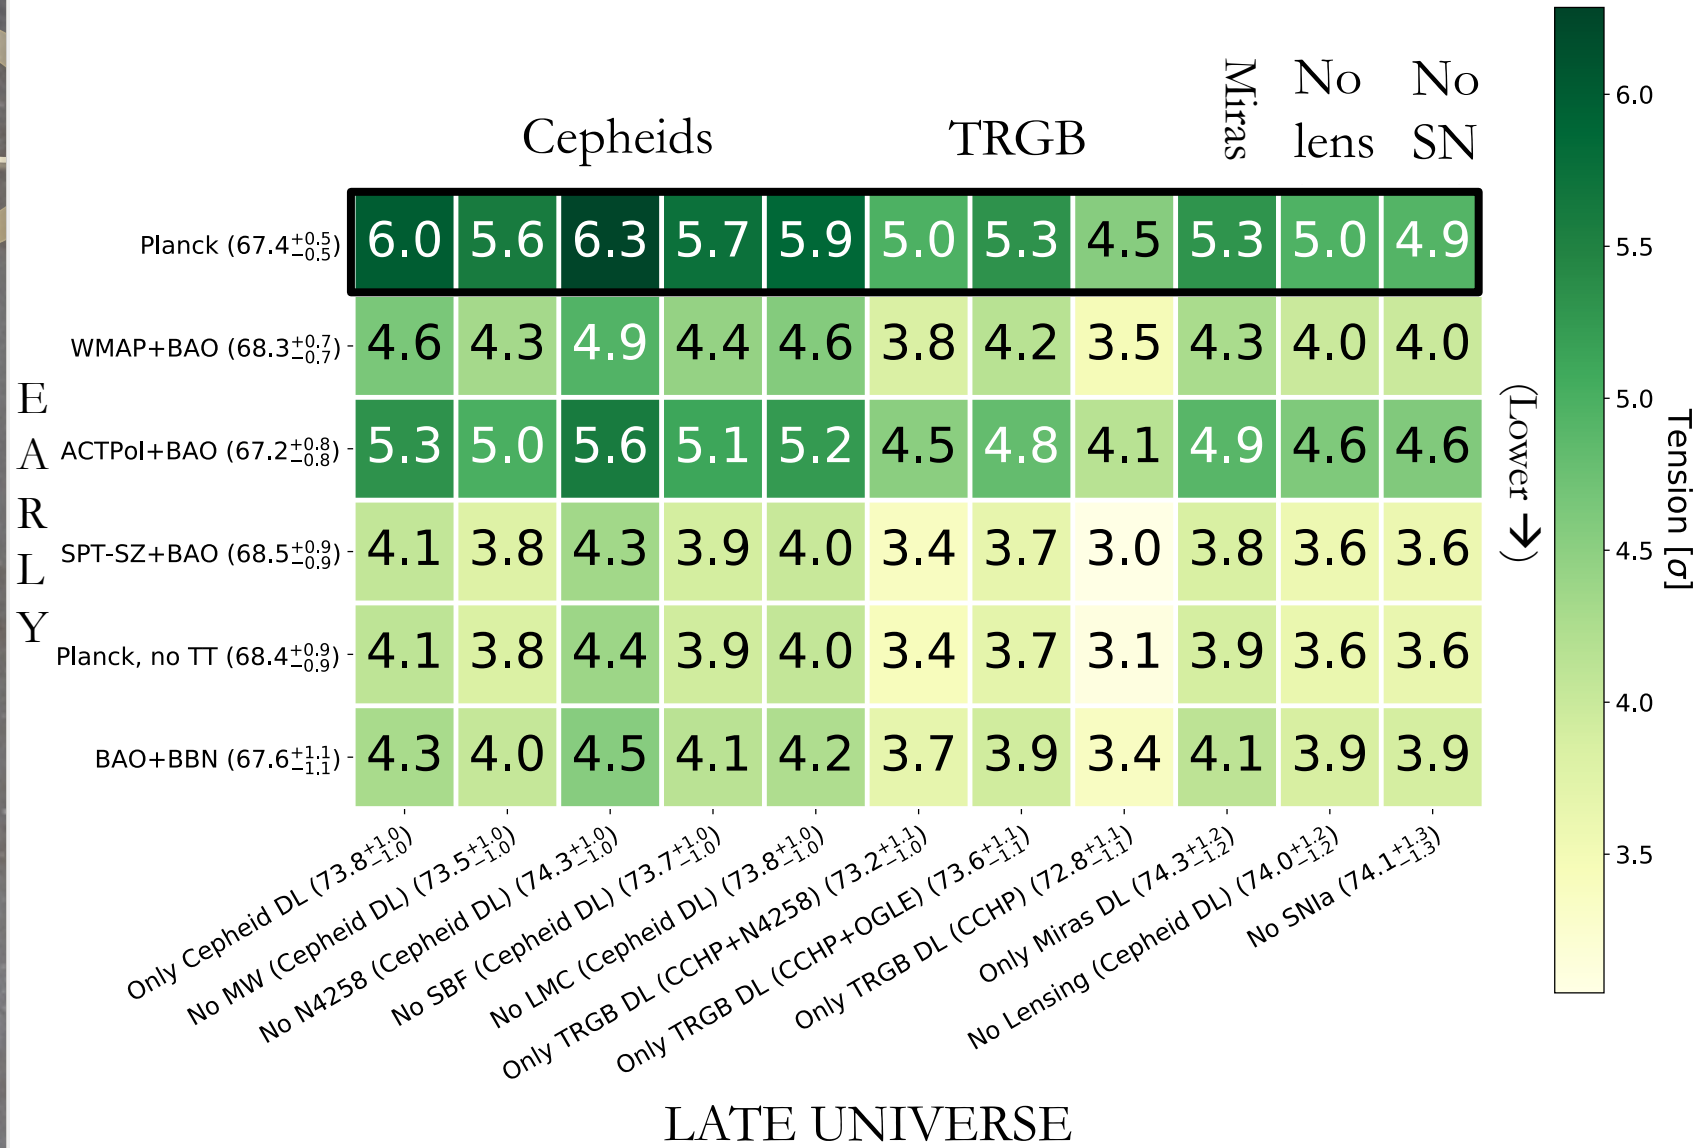 Cepheids TRGB Miras No lens No SN
Planck (67.4+0.5−0.5) 6.0 5.6 6.3 5.7 5.9 5.0 5.3 4.5 5.3 5.0 4.9
WMAP+BAO (68.3+0.7−0.7) 4.6 4.3 4.9 4.4 4.6 3.8 4.2 3.5 4.3 4.0 4.0
ACTPol+BAO (67.2+0.8−0.8) 5.3 5.0 5.6 5.1 5.2 4.5 4.8 4.1 4.9 4.6 4.6
SPT-SZ+BAO (68.5+0.9−0.9) 4.1 3.8 4.3 3.9 4.0 3.4 3.7 3.0 3.8 3.6 3.6
Planck, no TT (68.4+0.9−0.9) 4.1 3.8 4.4 3.9 4.0 3.4 3.7 3.1 3.9 3.6 3.6
BAO+BBN (67.6+1.1−1.1) 4.3 4.0 4.5 4.1 4.2 3.7 3.9 3.4 4.1 3.9 3.9
EARLY
Only Cepheid DL (73.8+1.0−1.0)
No MW (Cepheid DL) (73.5+1.0−1.0)
No N4258 (Cepheid DL) (74.3+1.0−1.0)
No SBF (Cepheid DL) (73.7+1.0−1.0)
No LMC (Cepheid DL) (73.8+1.0−1.0)
Only TRGB DL (CCHP+N4258) (73.2+1.1−1.0)
Only TRGB DL (CCHP+OGLE) (73.6+1.1−1.1)
Only TRGB DL (CCHP) (72.8+1.1−1.1)
Only Miras DL (74.3+1.2−1.2)
No Lensing (Cepheid DL) (74.0+1.2−1.2)
No SNIa (74.1+1.3−1.3)
LATE UNIVERSE
(Lower →)
6.0
5.5
5.0
4.5
4.0
3.5
Tension [σ]